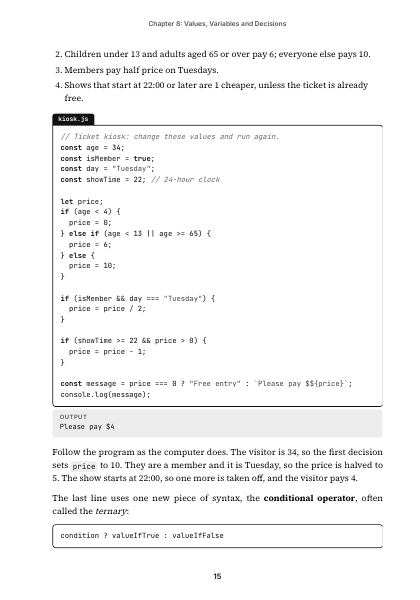 Chapter 8: Values, Variables and Decisions
2. Children under 13 and adults aged 65 or over pay 6; everyone else pays 10.
3. Members pay half price on Tuesdays.
4. Shows that start at 22:00 or later are 1 cheaper, unless the ticket is already
free.
kiosk.js
// Ticket kiosk: change these values and run again.
const age = 34;
const isMember = true;
const day = "Tuesday";
const showTime = 22; // 24-hour clock
let price;
if (age < 4) {
price = 0;
} else if (age < 13 || age >= 65) {
price = 6;
} else {
price = 10;
}
if (isMember && day === "Tuesday") {
price = price / 2;
}
if (showTime >= 22 && price > 0) {
price = price - 1;
}
const message = price === 0 ? "Free entry" : `Please pay $${price}`;
console.log(message);
OUTPUT
Please pay $4
Follow the program as the computer does. The visitor is 34, so the first decision
sets price to 10. They are a member and it is Tuesday, so the price is halved to
5. The show starts at 22:00, so one more is taken off, and the visitor pays 4.
The last line uses one new piece of syntax, the conditional operator, often
called the ternary:
condition ? valueIfTrue : valueIfFalse
15